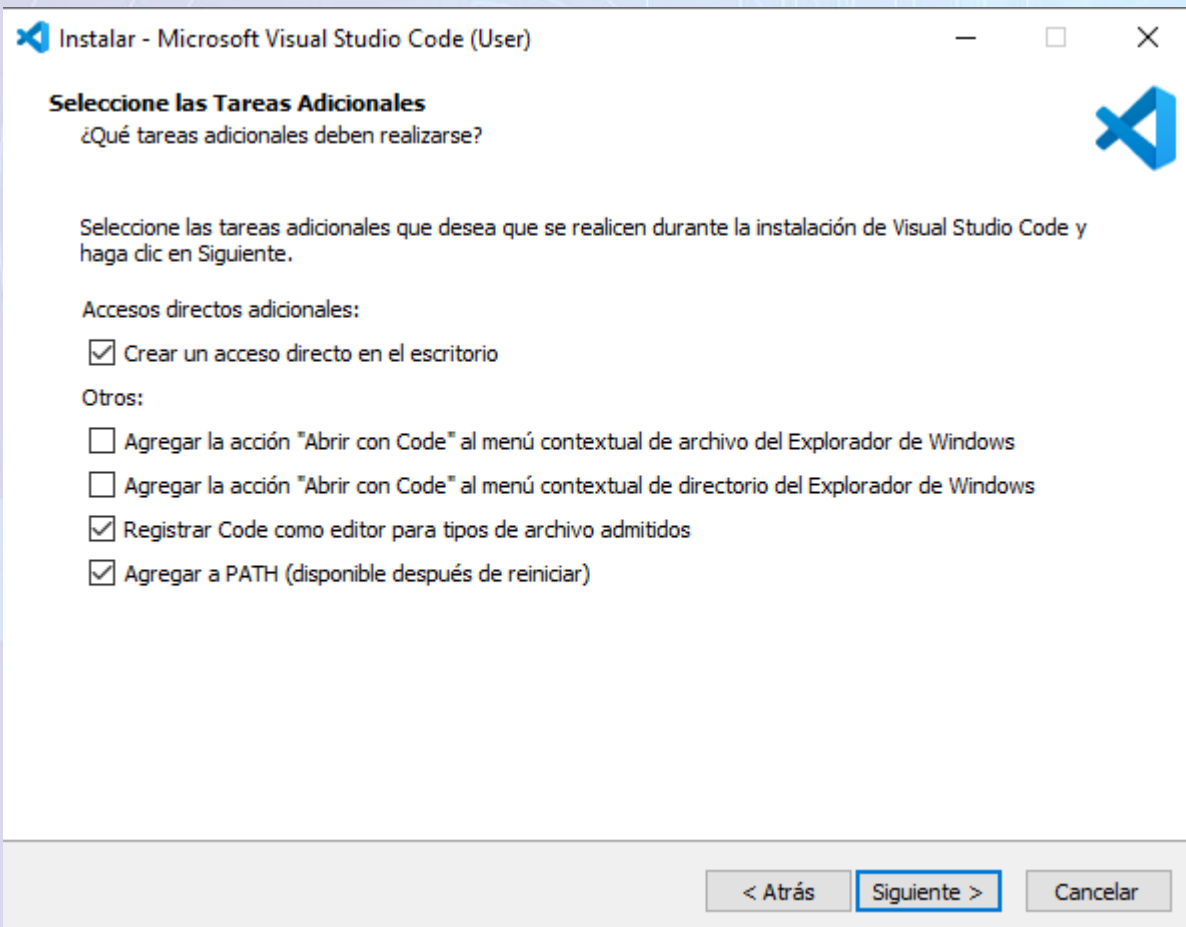 Instalar - Microsoft Visual Studio Code (User)
Seleccione las Tareas Adicionales
¿Qué tareas adicionales deben realizarse?
Seleccione las tareas adicionales que desea que se realicen durante la instalación de Visual Studio Code y
haga clic en Siguiente.
Accesos directos adicionales:
Crear un acceso directo en el escritorio
Otros:
Agregar la acción "Abrir con Code" al menú contextual de archivo del Explorador de Windows
Agregar la acción "Abrir con Code" al menú contextual de directorio del Explorador de Windows
Registrar Code como editor para tipos de archivo admitidos
Agregar a PATH (disponible después de reiniciar)
< Atrás
Siguiente >
Cancelar